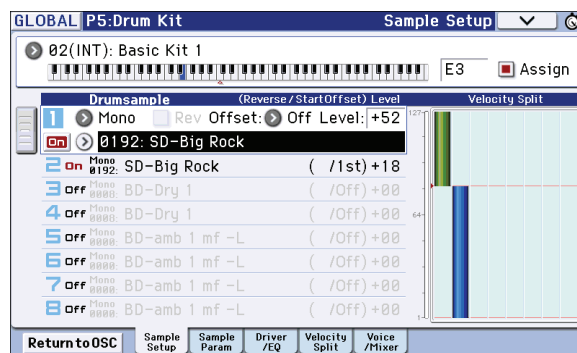 GLOBAL P5:Drum Kit Sample Setup
02(INT): Basic Kit 1
E3 Assign
Drumsample (Reverse/StartOffset) Level Velocity Split
1 Mono Rev Offset: Off Level: +52
On 0192: SD-Big Rock
2 On Mono 0192: SD-Big Rock ( /1st) +18
3 Off Mono 0008: BD-Dry 1 ( /Off) +00
4 Off Mono 0008: BD-Dry 1 ( /Off) +00
5 Off Mono 0000: BD-amb 1 mf -L ( /Off) +00
6 Off Mono 0000: BD-amb 1 mf -L ( /Off) +00
7 Off Mono 0000: BD-amb 1 mf -L ( /Off) +00
8 Off Mono 0000: BD-amb 1 mf -L ( /Off) +00
127
64
1
Return to OSC Sample Setup Sample Param Driver /EQ Velocity Split Voice /Mixer